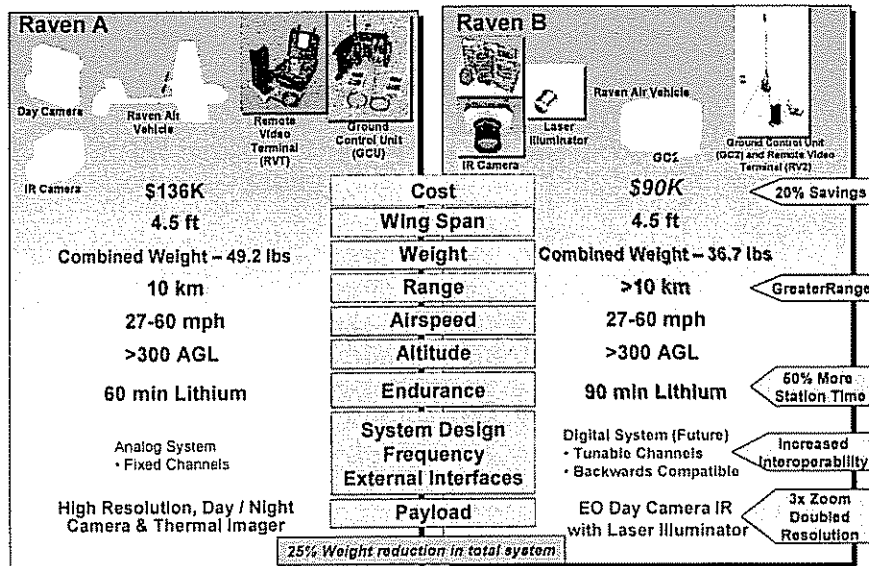 Raven A
Day Camera
Raven Air
Vehicle
Remote
Video
Terminal
(RVT)
Ground
Control Unit
(GCU)
IR Camera
Raven B
IR Camera
Laser
Illuminator
Raven Air Vehicle
GC2
Ground Control Unit
(GC2) and Remote Video
Terminal (RV2)
$136K
Cost
$90K
20% Savings
4.5 ft
Wing Span
4.5 ft
Combined Weight – 49.2 lbs
Weight
Combined Weight – 36.7 lbs
10 km
Range
>10 km
GreaterRange
27-60 mph
Airspeed
27-60 mph
>300 AGL
Altitude
>300 AGL
60 min Lithium
Endurance
90 min Lithium
50% More
Station Time
Analog System
• Fixed Channels
System Design
Frequency
External Interfaces
Digital System (Future)
• Tunable Channels
• Backwards Compatible
Increased
Interoperability
High Resolution, Day / Night
Camera & Thermal Imager
Payload
EO Day Camera IR
with Laser Illuminator
3x Zoom
Doubled
Resolution
25% Weight reduction in total system